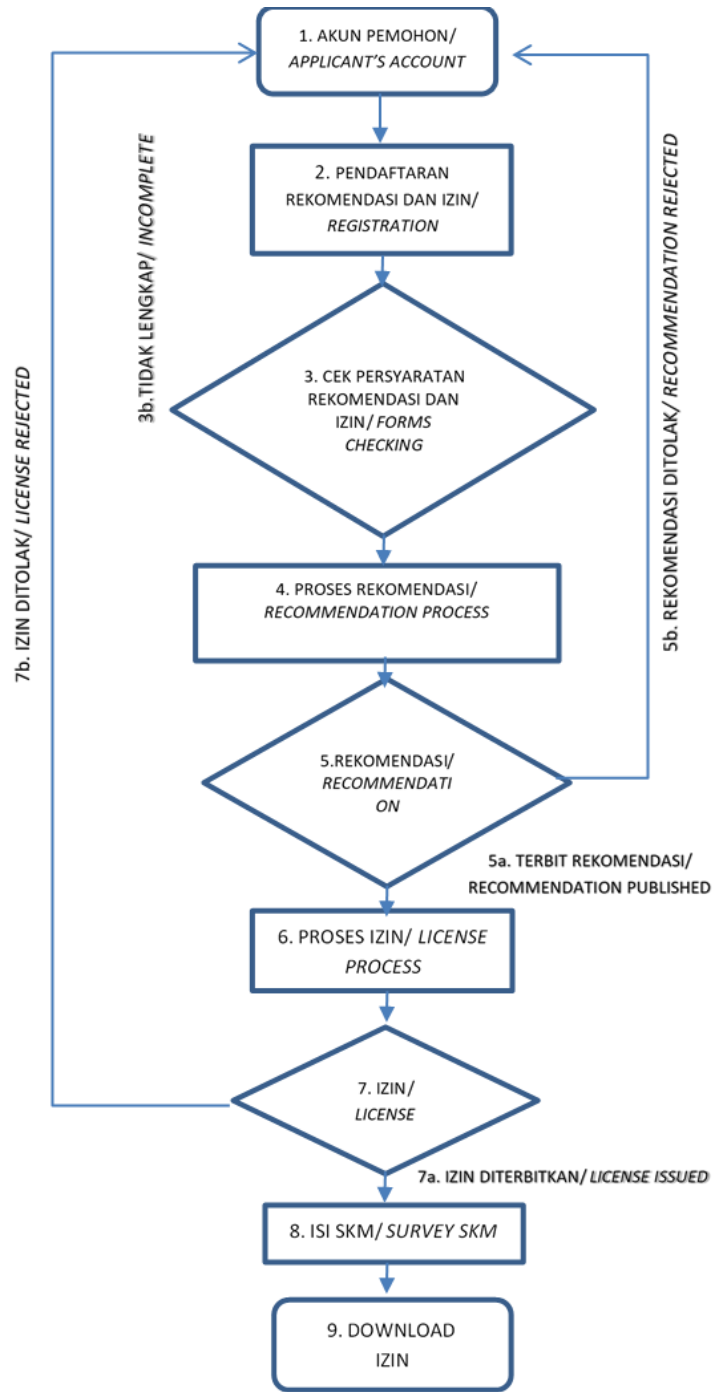 1. AKUN PEMOHON/
APPLICANT'S ACCOUNT
2. PENDAFTARAN
REKOMENDASI DAN IZIN/
REGISTRATION
3b.TIDAK LENGKAP/ INCOMPLETE
3. CEK PERSYARATAN
REKOMENDASI DAN
IZIN/ FORMS
CHECKING
7b. IZIN DITOLAK/ LICENSE REJECTED
5b. REKOMENDASI DITOLAK/ RECOMMENDATION REJECTED
4. PROSES REKOMENDASI/
RECOMMENDATION PROCESS
5.REKOMENDASI/
RECOMMENDATI
ON
5a. TERBIT REKOMENDASI/
RECOMMENDATION PUBLISHED
6. PROSES IZIN/ LICENSE
PROCESS
7. IZIN/
LICENSE
7a. IZIN DITERBITKAN/ LICENSE ISSUED
8. ISI SKM/ SURVEY SKM
9. DOWNLOAD
IZIN